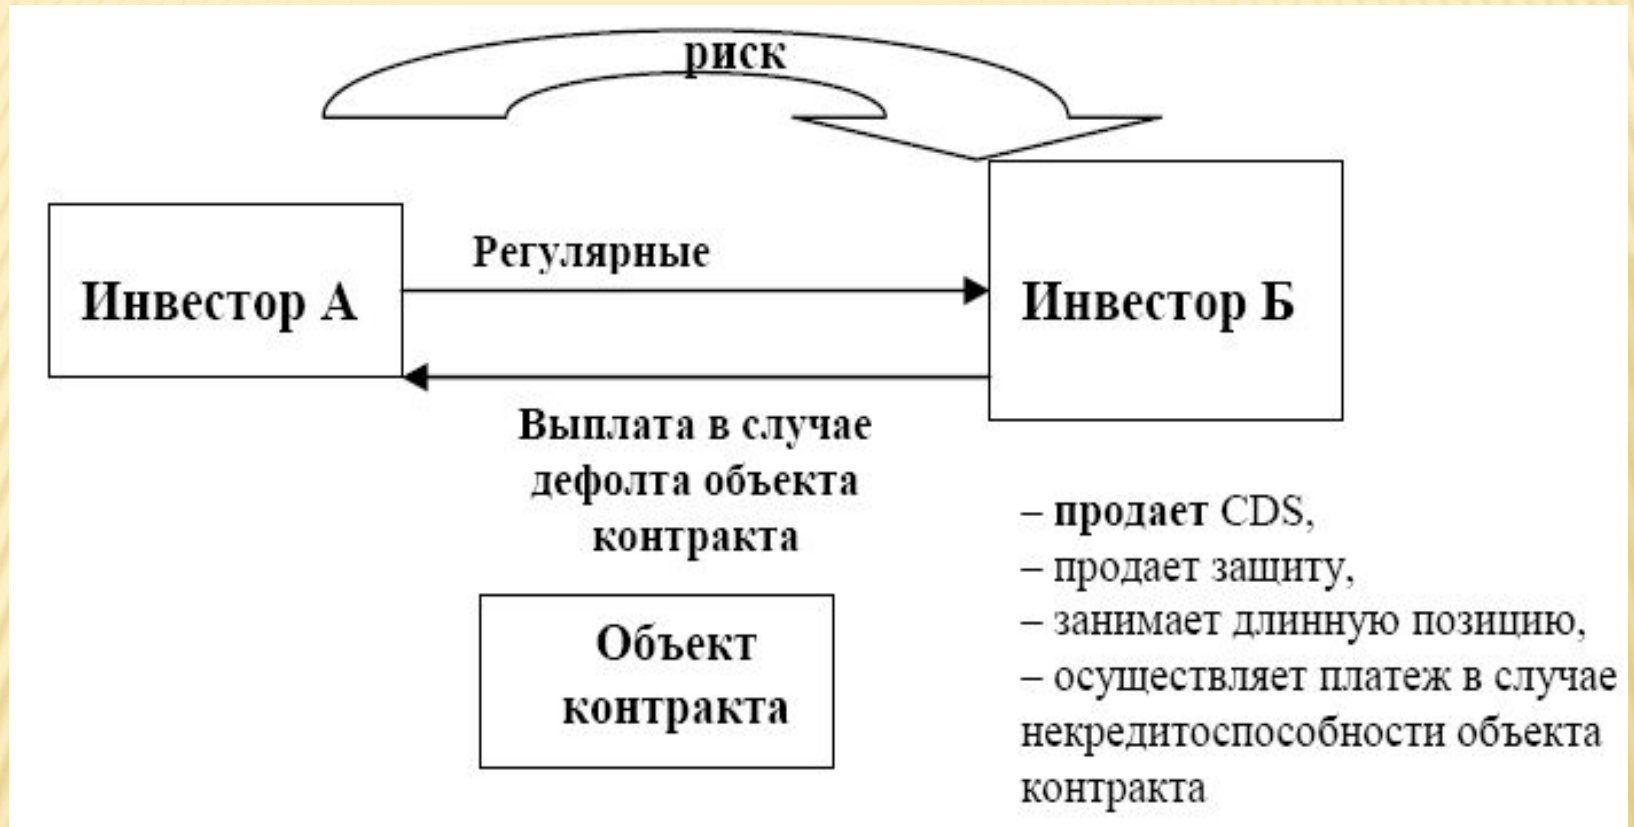 риск
Регулярные
Инвестор А
Инвестор Б
Выплата в случае
дефолта объекта
контракта
Объект
контракта
– продает CDS,
– продает защиту,
– занимает длинную позицию,
– осуществляет платеж в случае
некредитоспособности объекта
контракта